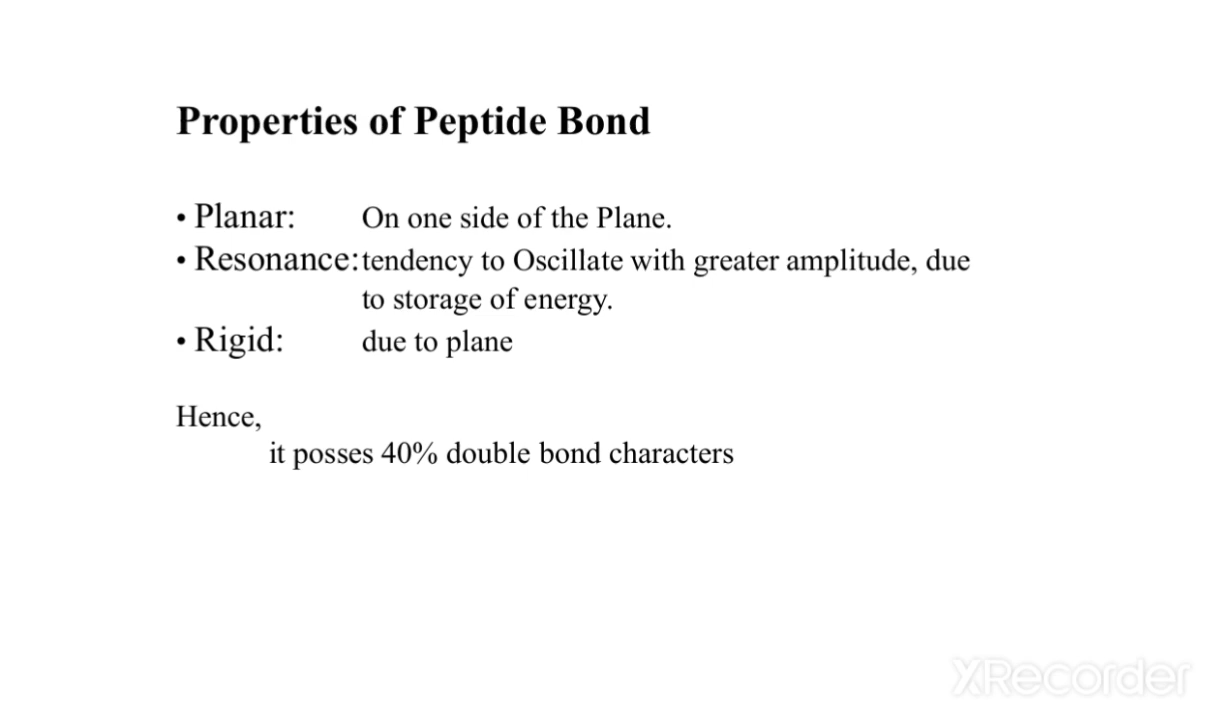 Properties of Peptide Bond
• Planar: On one side of the Plane.
• Resonance: tendency to Oscillate with greater amplitude, due
to storage of energy.
• Rigid: due to plane
Hence,
it posses 40% double bond characters
XRecorder